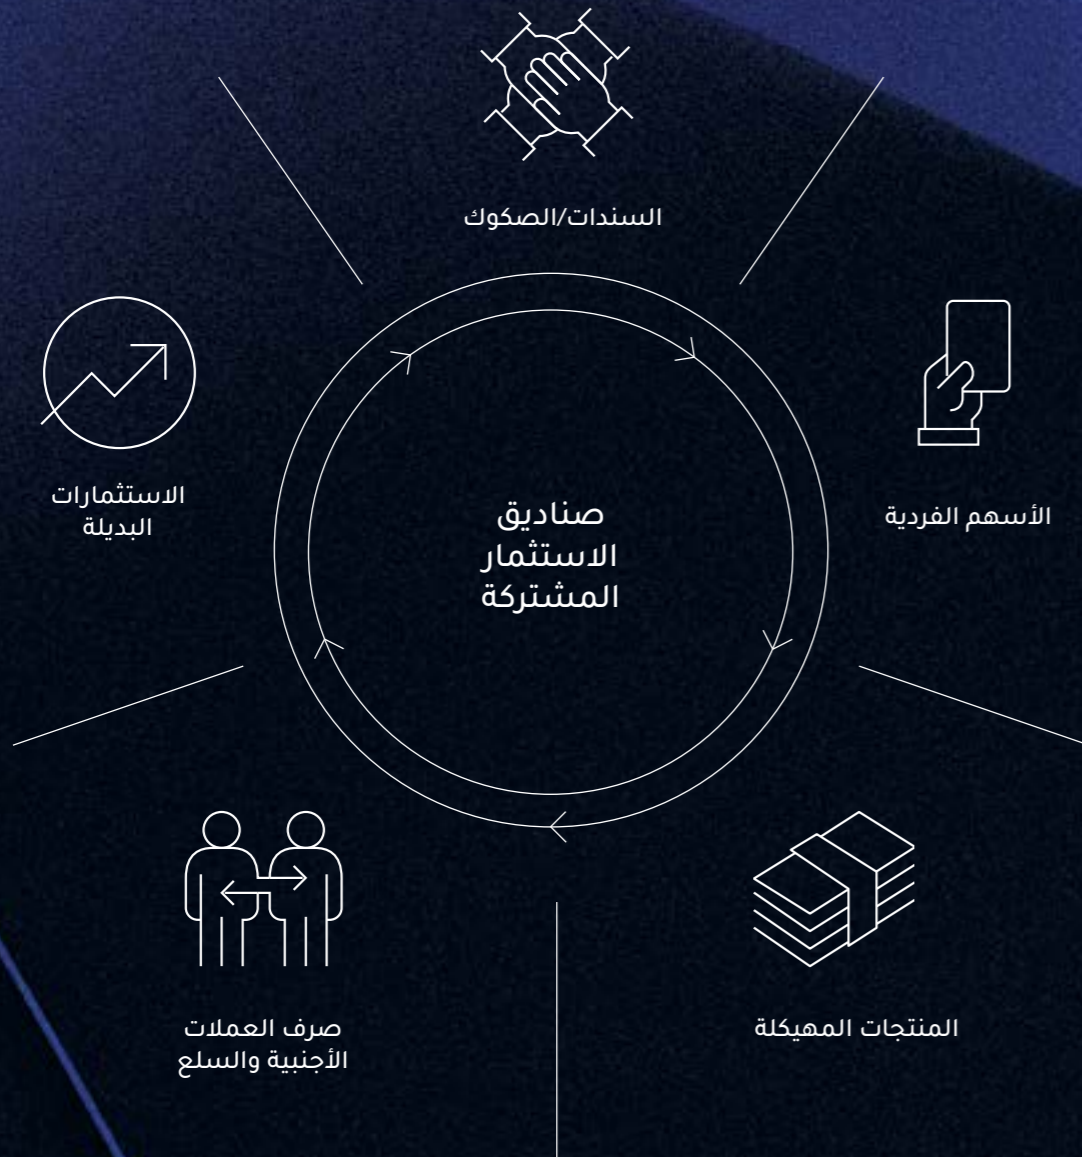 السندات/الصكوك
الأسهم الفردية
الاستثمارات
البديلة
صناديق
الاستثمار
المشتركة
المنتجات المهيكلة
صرف العملات
الأجنبية والسلع